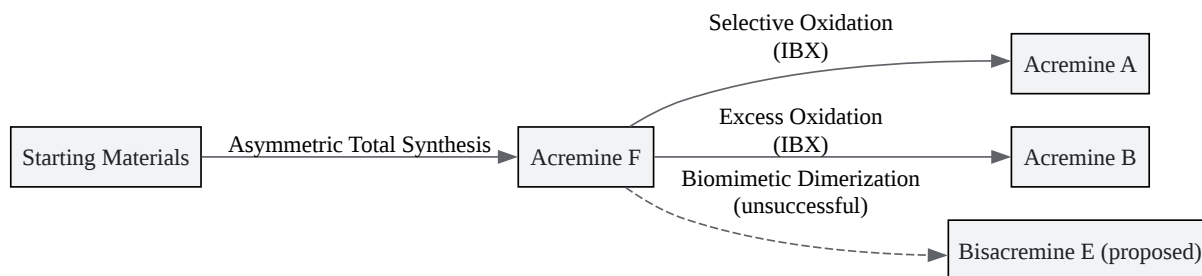 Selective Oxidation
(IBX)
Acremine A
Excess Oxidation
(IBX)
Starting Materials
Asymmetric Total Synthesis
Acremine F
Acremine B
Biomimetic Dimerization
(unsuccessful)
Bisacremine E (proposed)